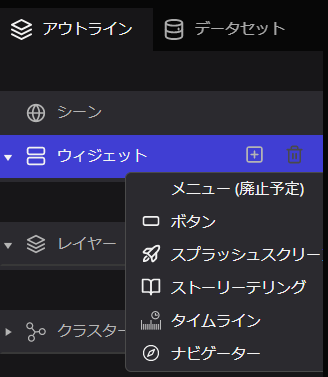 アウトライン
データセット
シーン
ウィジェット
メニュー (廃止予定)
ボタン
スプラッシュスクリー
レイヤー
ストーリーテリング
タイムライン
クラスター
ナビゲーター